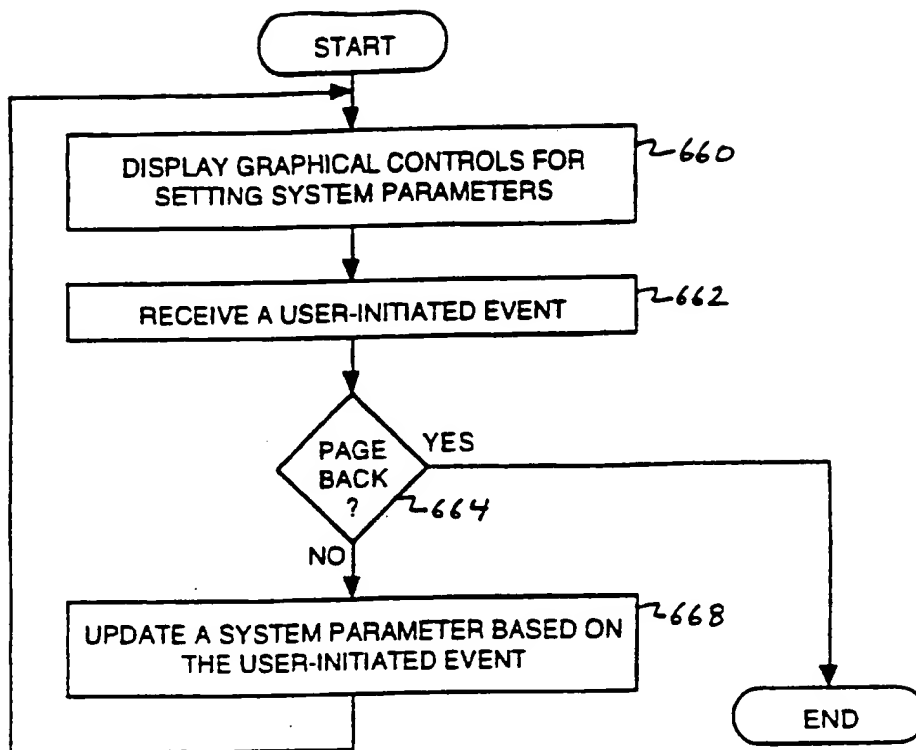 START
DISPLAY GRAPHICAL CONTROLS FOR
SETTING SYSTEM PARAMETERS
660
RECEIVE A USER-INITIATED EVENT
662
PAGE
BACK
?
YES
664
NO
UPDATE A SYSTEM PARAMETER BASED ON
THE USER-INITIATED EVENT
668
END